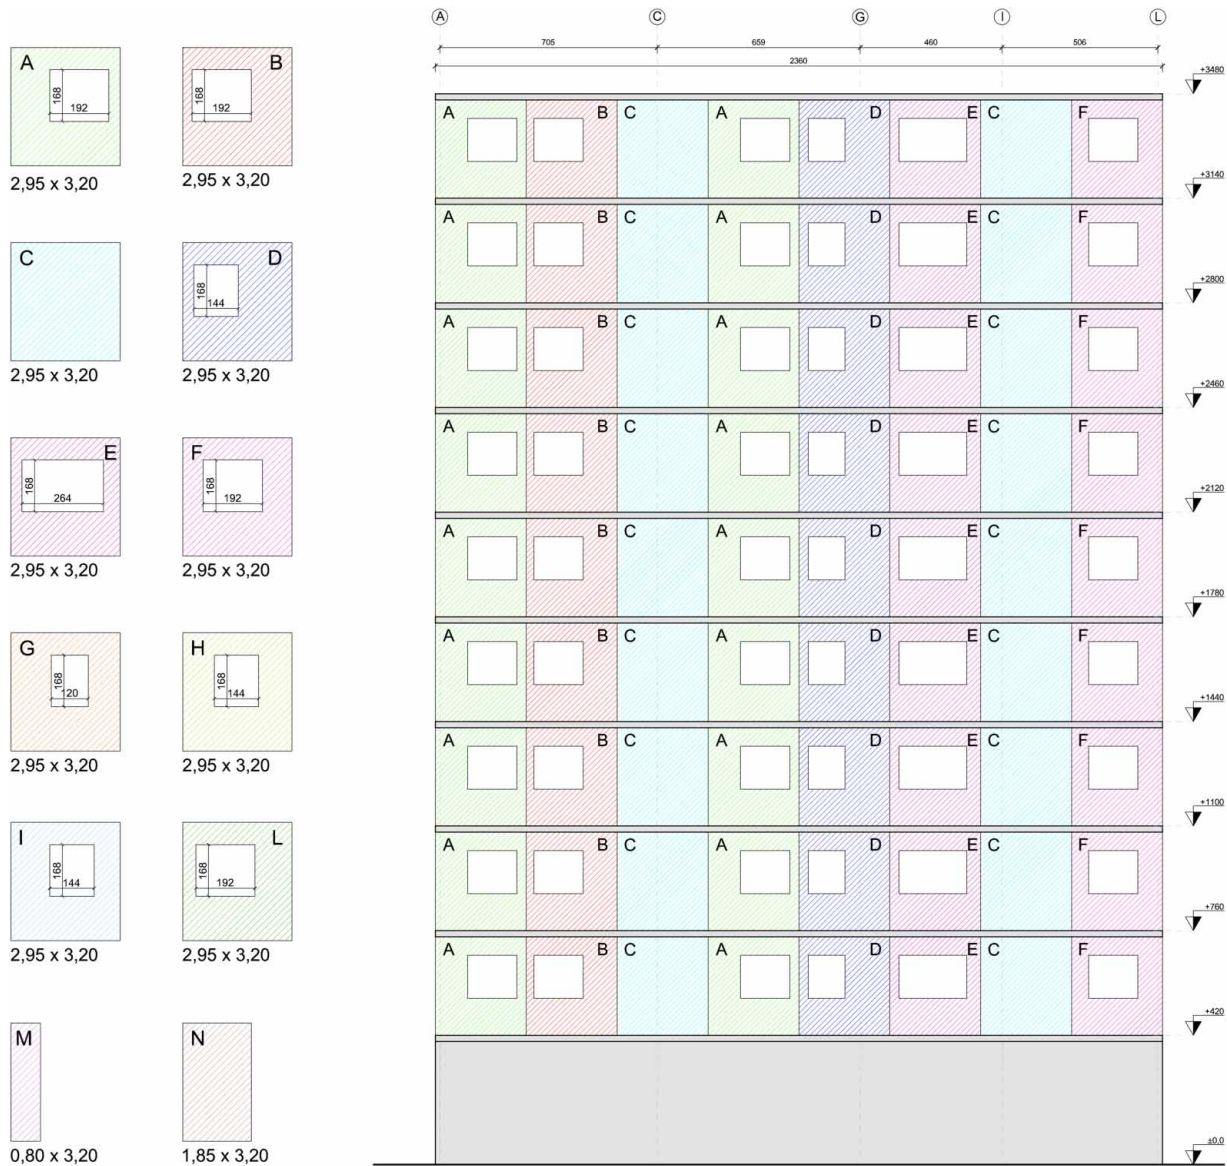 A C G I L
705 659 460 506
2360
A
168
192
2,95 x 3,20
B
168
192
2,95 x 3,20
C
2,95 x 3,20
D
168
144
2,95 x 3,20
E
168
264
2,95 x 3,20
F
168
192
2,95 x 3,20
G
168
120
2,95 x 3,20
H
168
144
2,95 x 3,20
I
168
144
2,95 x 3,20
L
168
192
2,95 x 3,20
M
0,80 x 3,20
N
1,85 x 3,20
+3480
A B C A D E C F
+3140
A B C A D E C F
+2800
A B C A D E C F
+2460
A B C A D E C F
+2120
A B C A D E C F
+1780
A B C A D E C F
+1440
A B C A D E C F
+1100
A B C A D E C F
+760
A B C A D E C F
+420
±0,0